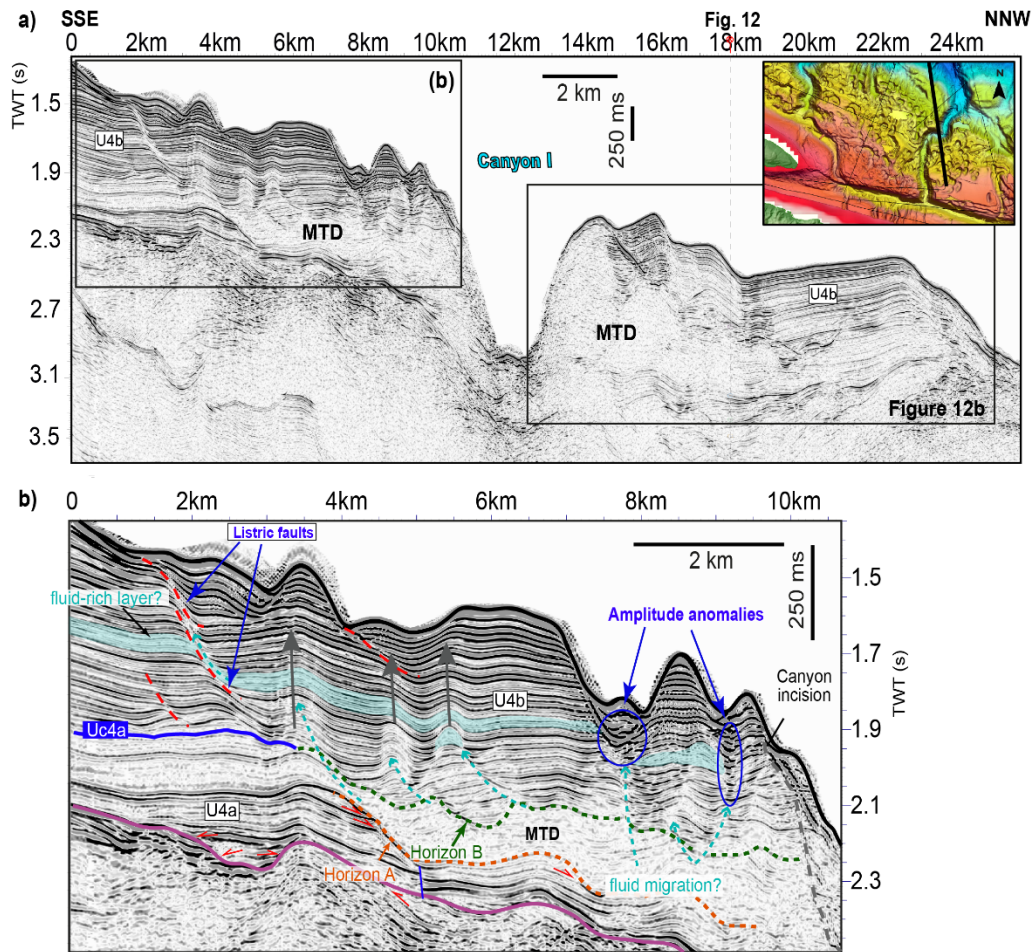 a) SSE Fig. 12 NNW
0 2km 4km 6km 8km 10km 12km 14km 16km 18km 20km 22km 24km
TWT (s)
1.5
1.9
2.3
2.7
3.1
3.5
(b)
2 km
250 ms
N
U4b
Canyon I
MTD
U4b
MTD
Figure 12b
b)
0 2km 4km 6km 8km 10km
Listric faults
2 km
250 ms
fluid-rich layer?
Amplitude anomalies
Canyon
incision
U4b
Uc4a
U4a
MTD
Horizon B
Horizon A
fluid migration?
TWT (s)
1.5
1.7
1.9
2.1
2.3